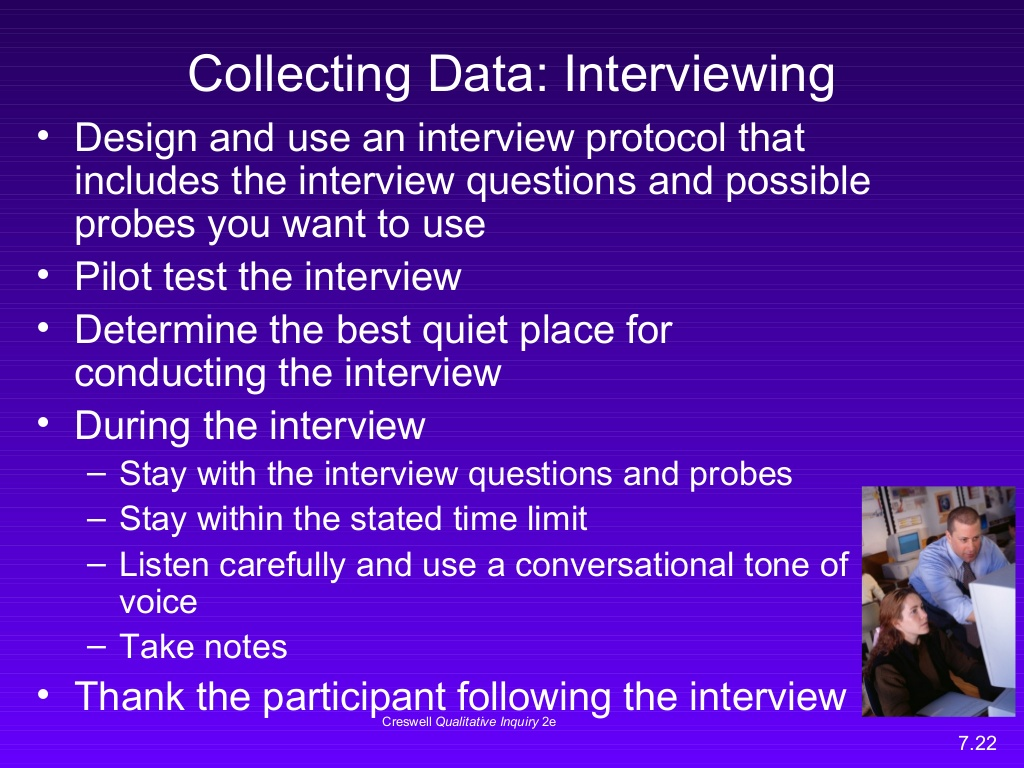 Collecting Data: Interviewing
• Design and use an interview protocol that
includes the interview questions and possible
probes you want to use
• Pilot test the interview
• Determine the best quiet place for
conducting the interview
• During the interview
– Stay with the interview questions and probes
– Stay within the stated time limit
– Listen carefully and use a conversational tone of
voice
– Take notes
• Thank the participant following the interview
Creswell Qualitative Inquiry 2e
7.22